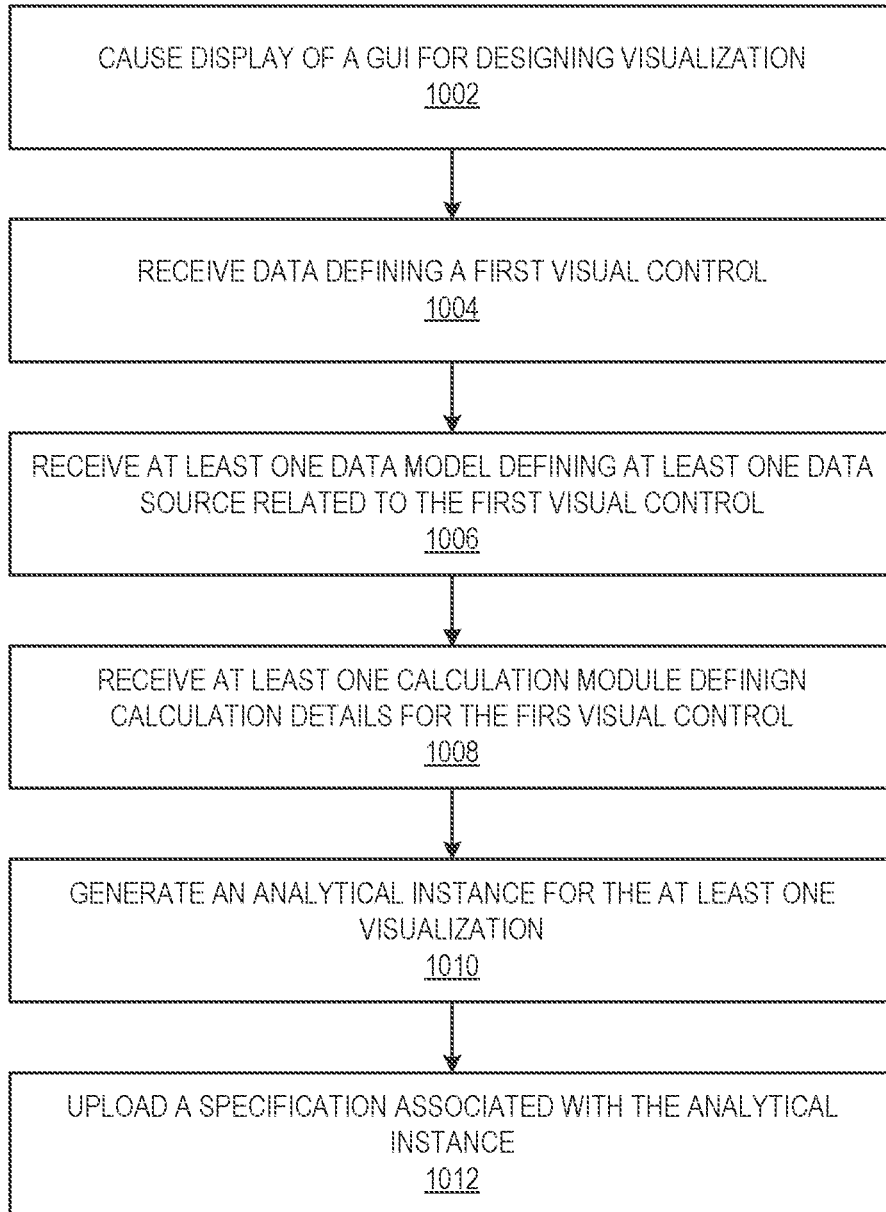 CAUSE DISPLAY OF A GUI FOR DESIGNING VISUALIZATION
1002
RECEIVE DATA DEFINING A FIRST VISUAL CONTROL
1004
RECEIVE AT LEAST ONE DATA MODEL DEFINING AT LEAST ONE DATA
SOURCE RELATED TO THE FIRST VISUAL CONTROL
1006
RECEIVE AT LEAST ONE CALCULATION MODULE DEFINIGN
CALCULATION DETAILS FOR THE FIRS VISUAL CONTROL
1008
GENERATE AN ANALYTICAL INSTANCE FOR THE AT LEAST ONE
VISUALIZATION
1010
UPLOAD A SPECIFICATION ASSOCIATED WITH THE ANALYTICAL
INSTANCE
1012